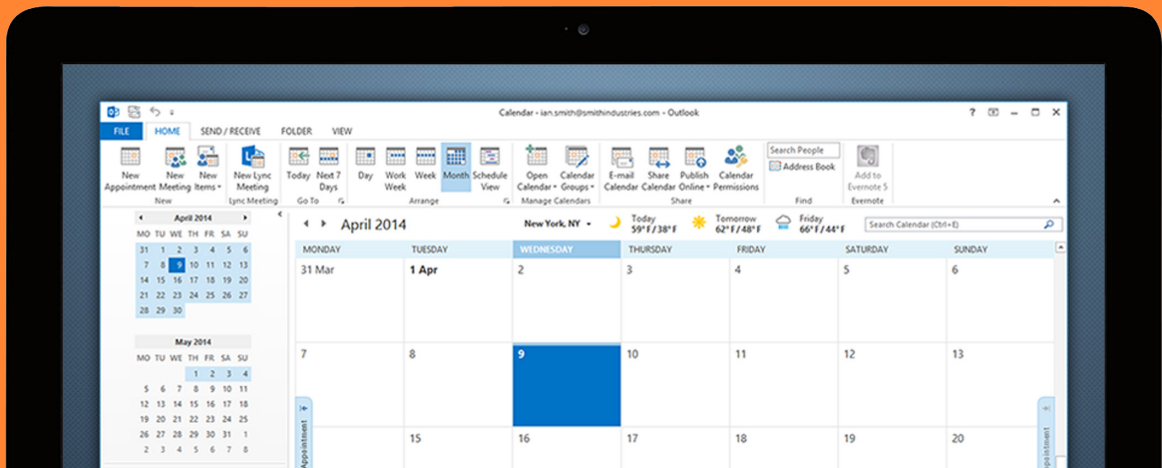 Calendar - ian.smith@smithindustries.com - Outlook
?
FILE HOME SEND / RECEIVE FOLDER VIEW
New Appointment
New Meeting
New Items
New
New Lync Meeting
Lync Meeting
Today
Next 7 Days
Go To
Day
Work Week
Week
Month
Schedule View
Arrange
Open Calendar
Calendar Groups
Manage Calendars
E-mail Calendar
Share Calendar
Publish Online
Calendar Permissions
Share
Search People
Address Book
Find
Add to Evernote 5
Evernote
April 2014
MO TU WE TH FR SA SU
31 1 2 3 4 5 6
7 8 9 10 11 12 13
14 15 16 17 18 19 20
21 22 23 24 25 26 27
28 29 30
May 2014
MO TU WE TH FR SA SU
1 2 3 4
5 6 7 8 9 10 11
12 13 14 15 16 17 18
19 20 21 22 23 24 25
26 27 28 29 30 31 1
2 3 4 5 6 7 8
April 2014
New York, NY
Today
59°F/38°F
Tomorrow
62°F/48°F
Friday
66°F/44°F
Search Calendar (Ctrl+E)
MONDAY TUESDAY WEDNESDAY THURSDAY FRIDAY SATURDAY SUNDAY
31 Mar 1 Apr 2 3 4 5 6
7 8 9 10 11 12 13
15 16 17 18 19 20
Appointment